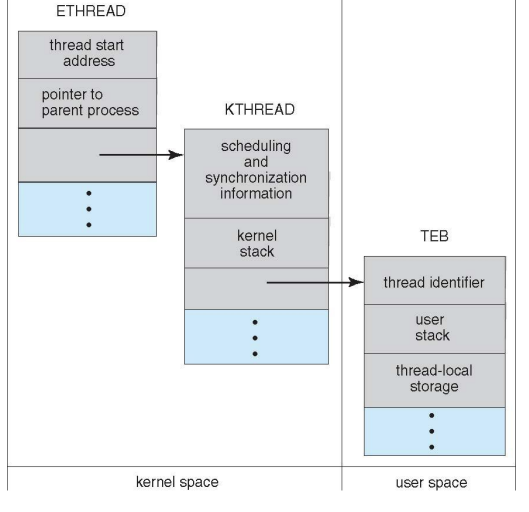 ETHREAD
thread start
address
pointer to
parent process
KTHREAD
scheduling
and
synchronization
information
kernel
stack
TEB
thread identifier
user
stack
thread-local
storage
kernel space
user space